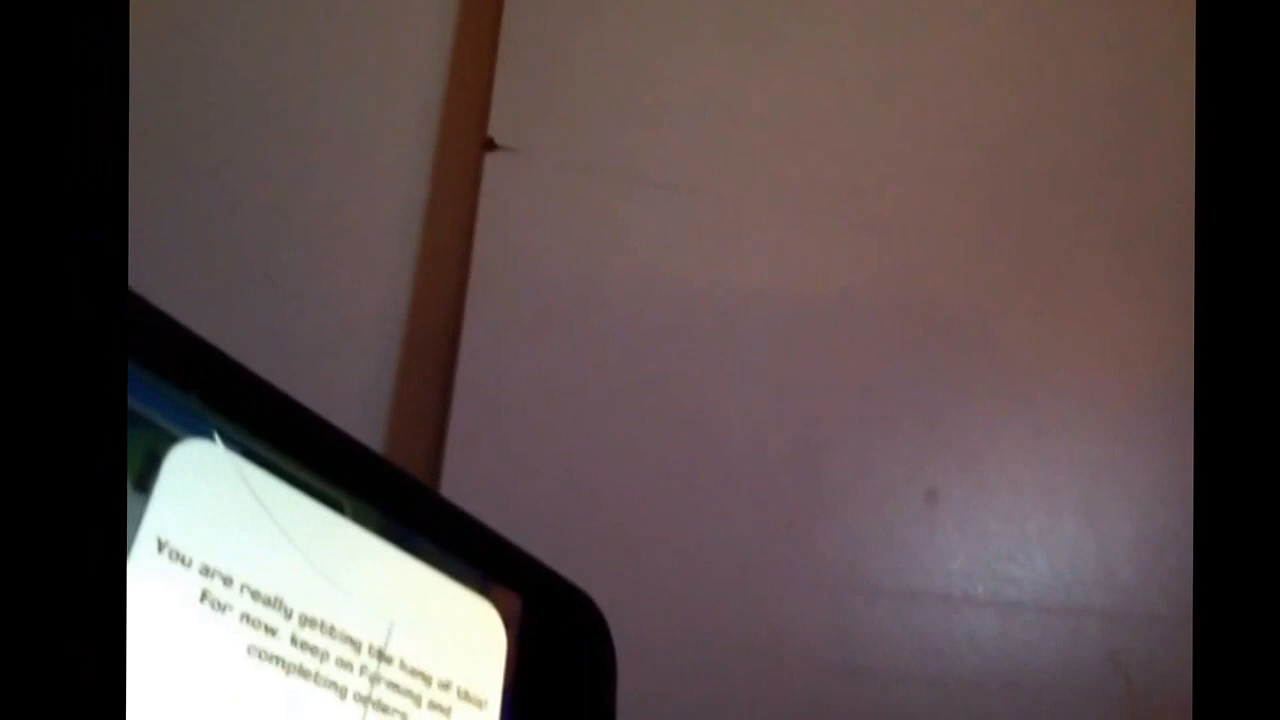 You are really getting the hang of this!
For now, keep on farming and
completing orders